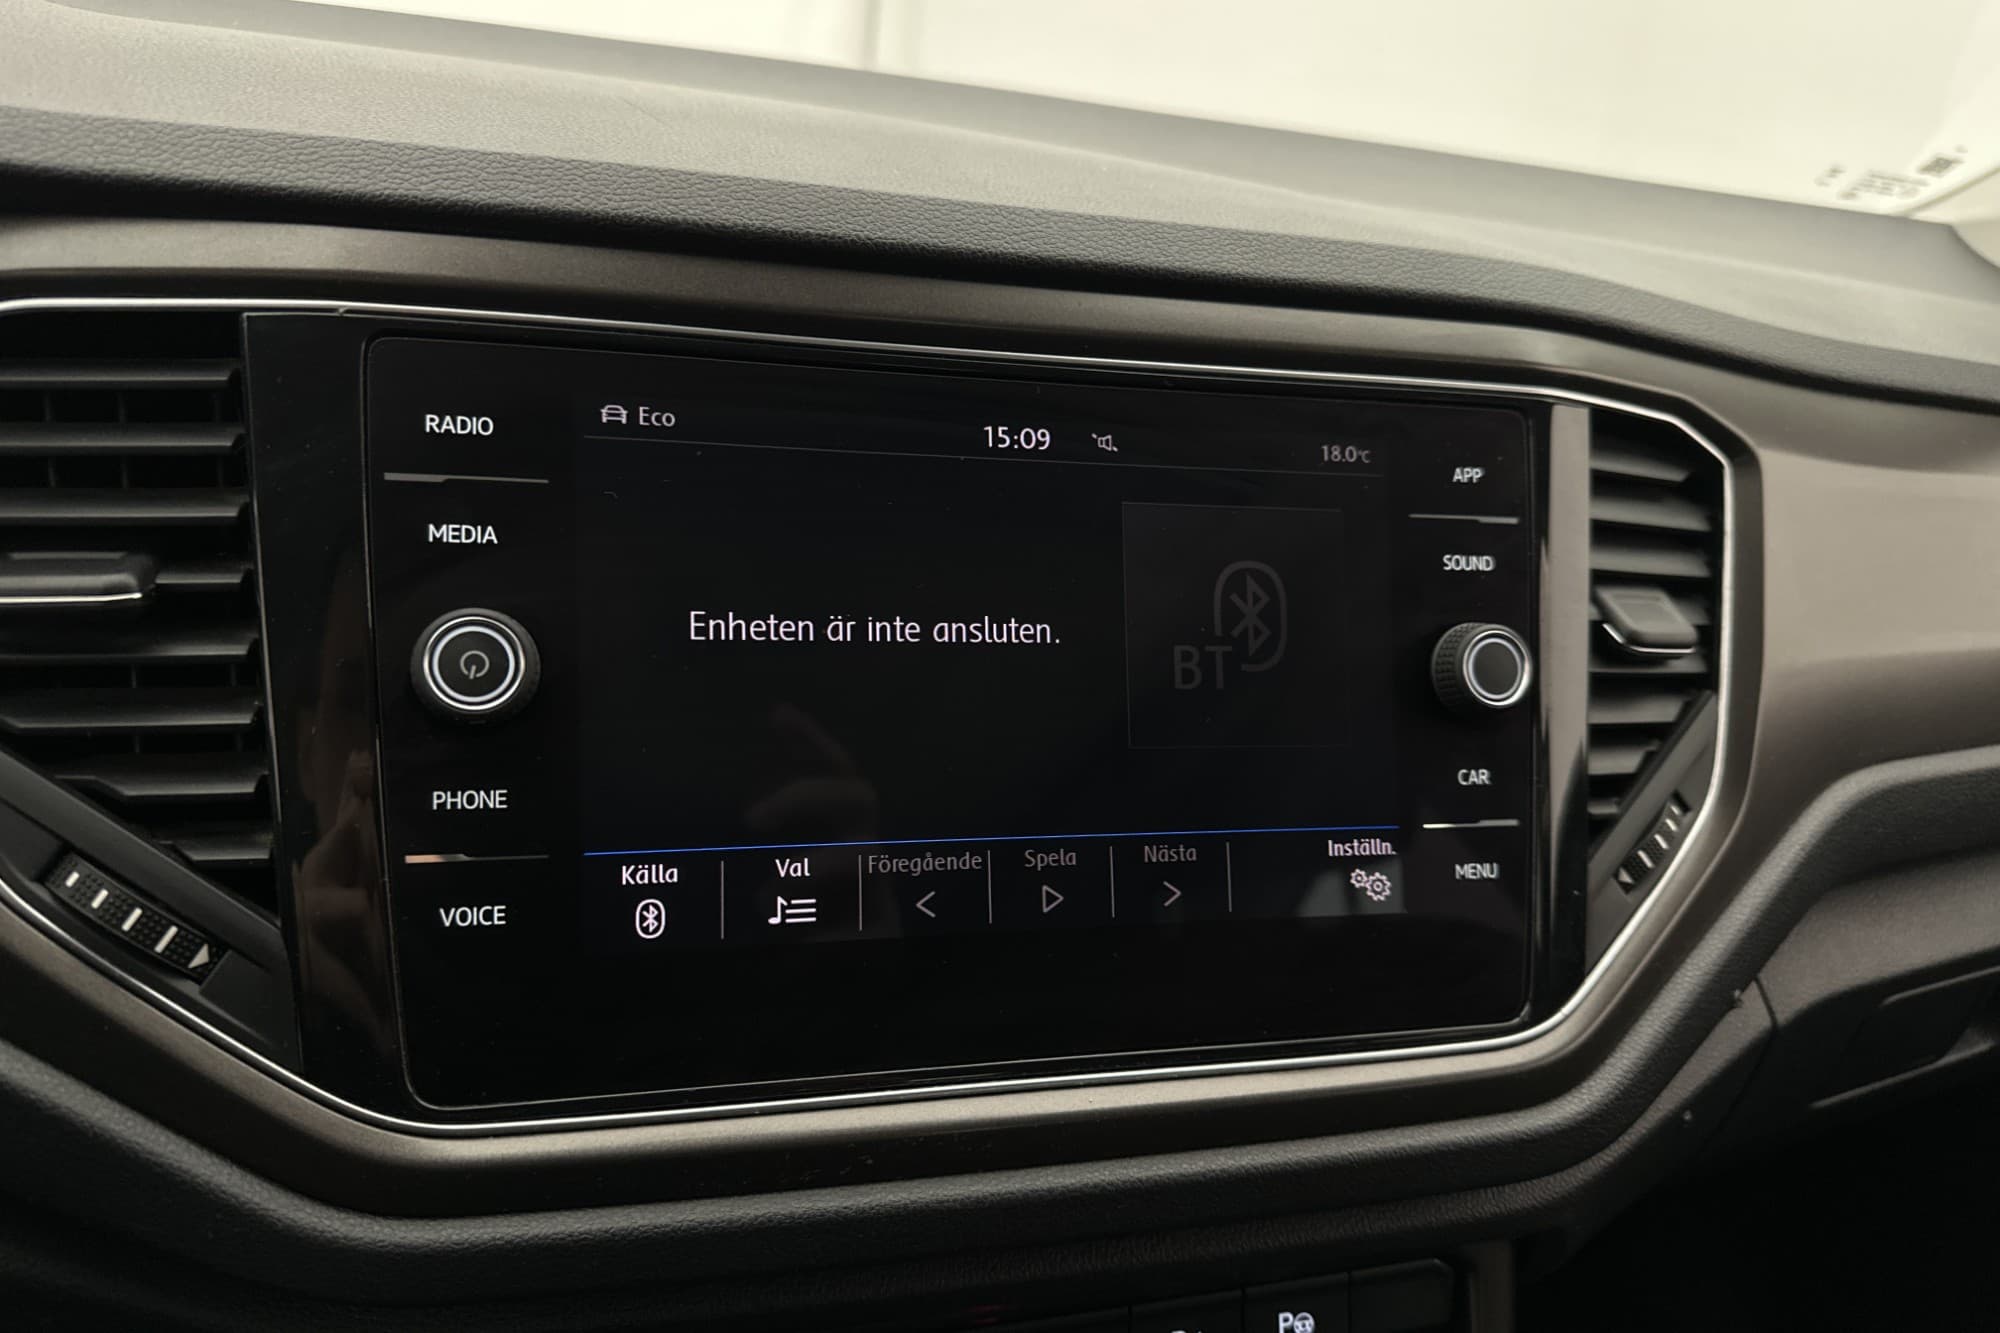 RADIO
MEDIA
PHONE
VOICE
Eco
15:09
18.0°C
Enheten är inte ansluten.
BT
Källa
Val
Föregående
Spela
Nästa
Inställn.
APP
SOUND
CAR
MENU
P